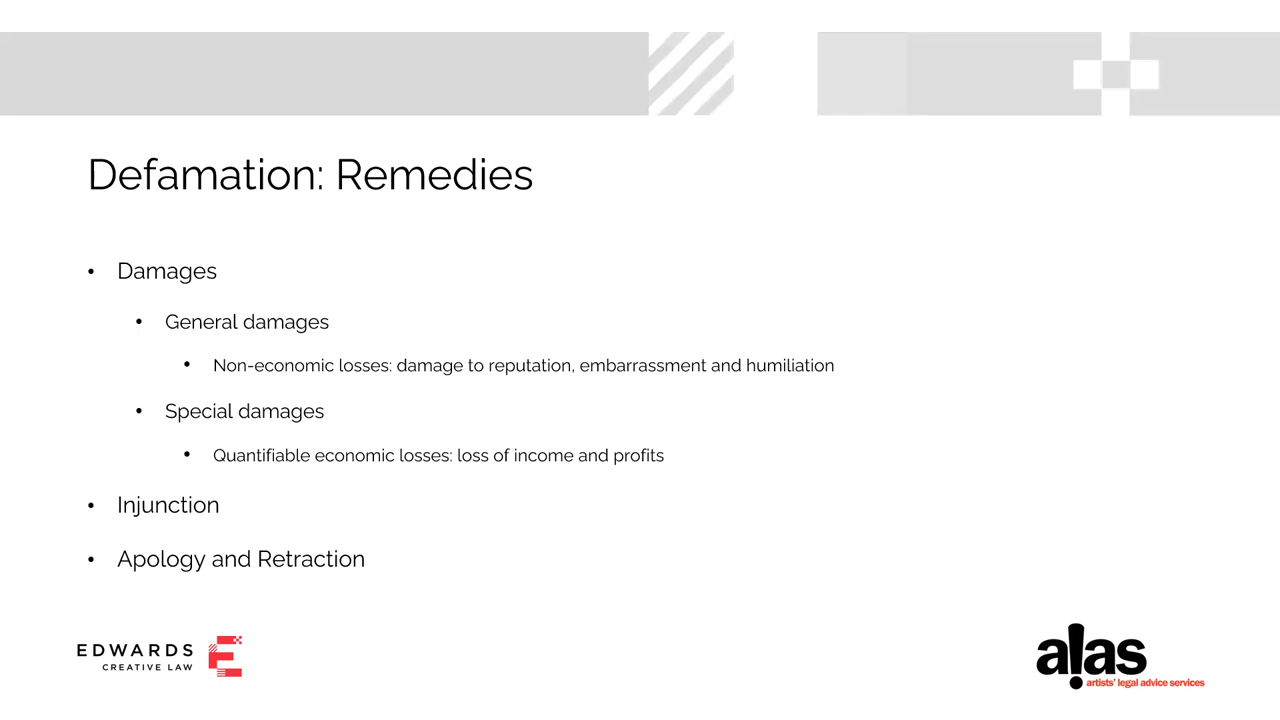 Defamation: Remedies
• Damages
• General damages
• Non-economic losses: damage to reputation, embarrassment and humiliation
• Special damages
• Quantifiable economic losses: loss of income and profits
• Injunction
• Apology and Retraction
EDWARDS
CREATIVE LAW
a!as
artists' legal advice services